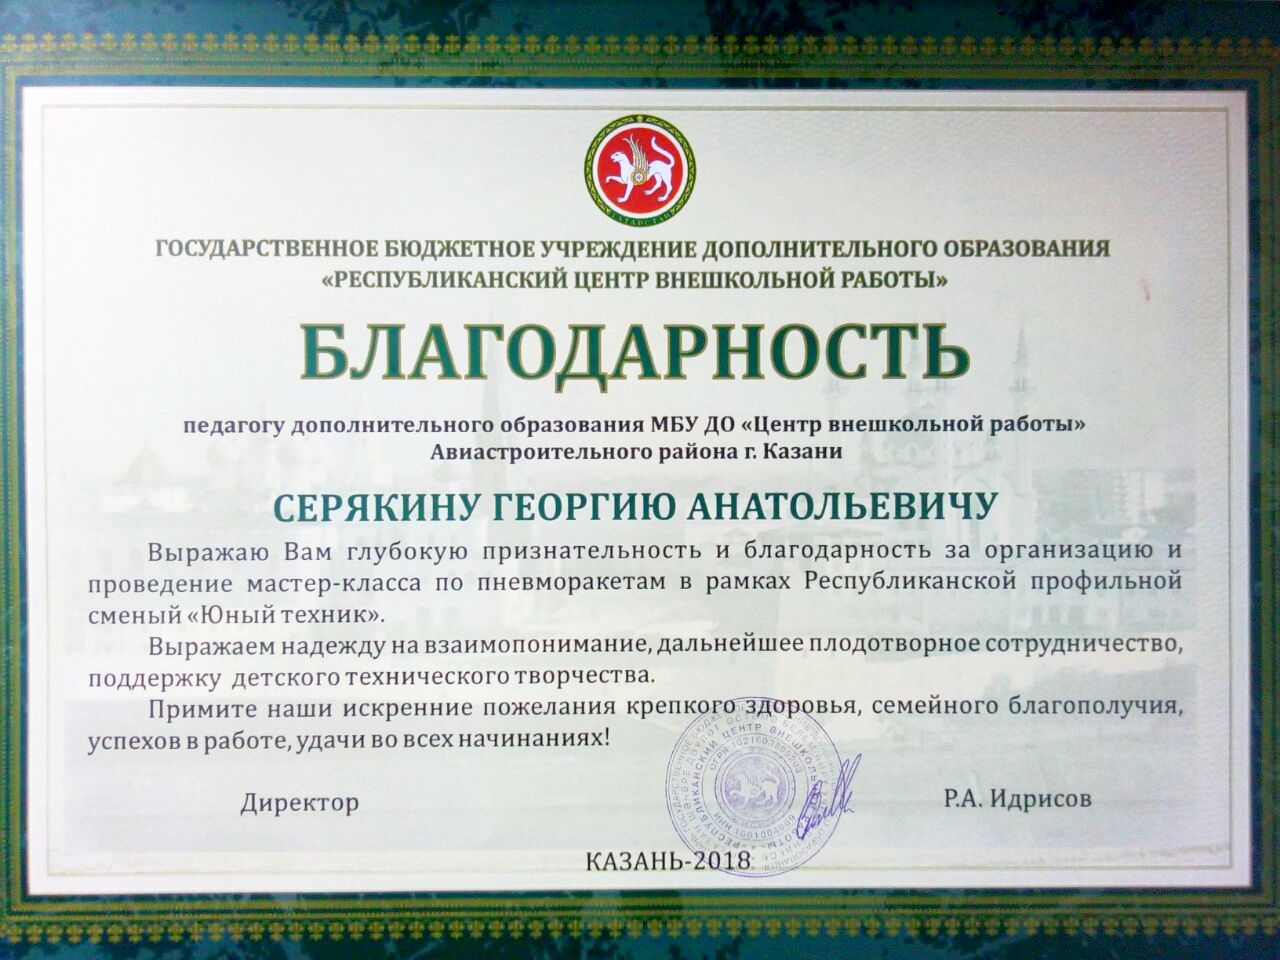 ТАТАРСТАН
ГОСУДАРСТВЕННОЕ БЮДЖЕТНОЕ УЧРЕЖДЕНИЕ ДОПОЛНИТЕЛЬНОГО ОБРАЗОВАНИЯ
«РЕСПУБЛИКАНСКИЙ ЦЕНТР ВНЕШКОЛЬНОЙ РАБОТЫ»
БЛАГОДАРНОСТЬ
педагогу дополнительного образования МБУ ДО «Центр внешкольной работы»
Авиастроительного района г. Казани
СЕРЯКИНУ ГЕОРГИЮ АНАТОЛЬЕВИЧУ
Выражаю Вам глубокую признательность и благодарность за организацию и
проведение мастер-класса по пневморакетам в рамках Республиканской профильной
сменый «Юный техник».
Выражаем надежду на взаимопонимание, дальнейшее плодотворное сотрудничество,
поддержку детского технического творчества.
Примите наши искренние пожелания крепкого здоровья, семейного благополучия,
успехов в работе, удачи во всех начинаниях!
Директор
Р.А. Идрисов
КАЗАНЬ-2018